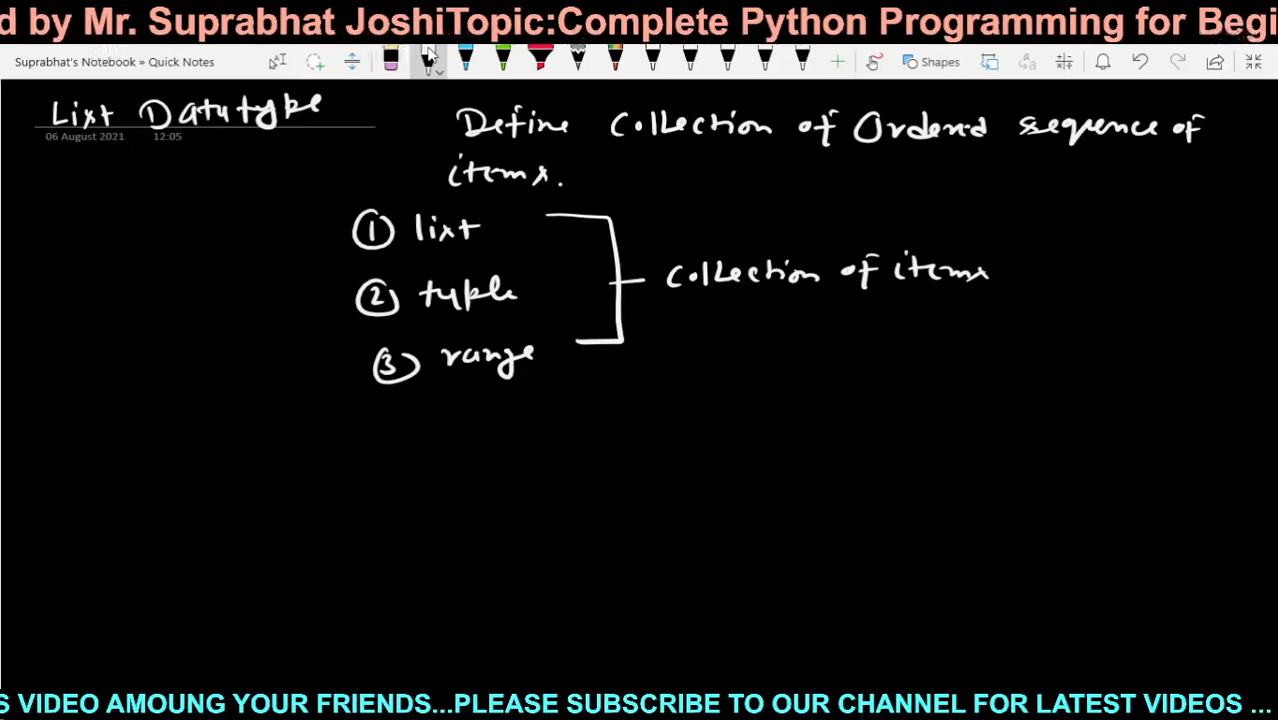 d by Mr. Suprabhat JoshiTopic:Complete Python Programming for Begi
Suprabhat's Notebook » Quick Notes
Shapes
List Datatype
06 August 2021 12:05
Define Collection of Ordered sequence of
items.
① list
② tuple
③ range
Collection of items
S VIDEO AMOUNG YOUR FRIENDS...PLEASE SUBSCRIBE TO OUR CHANNEL FOR LATEST VIDEOS ...